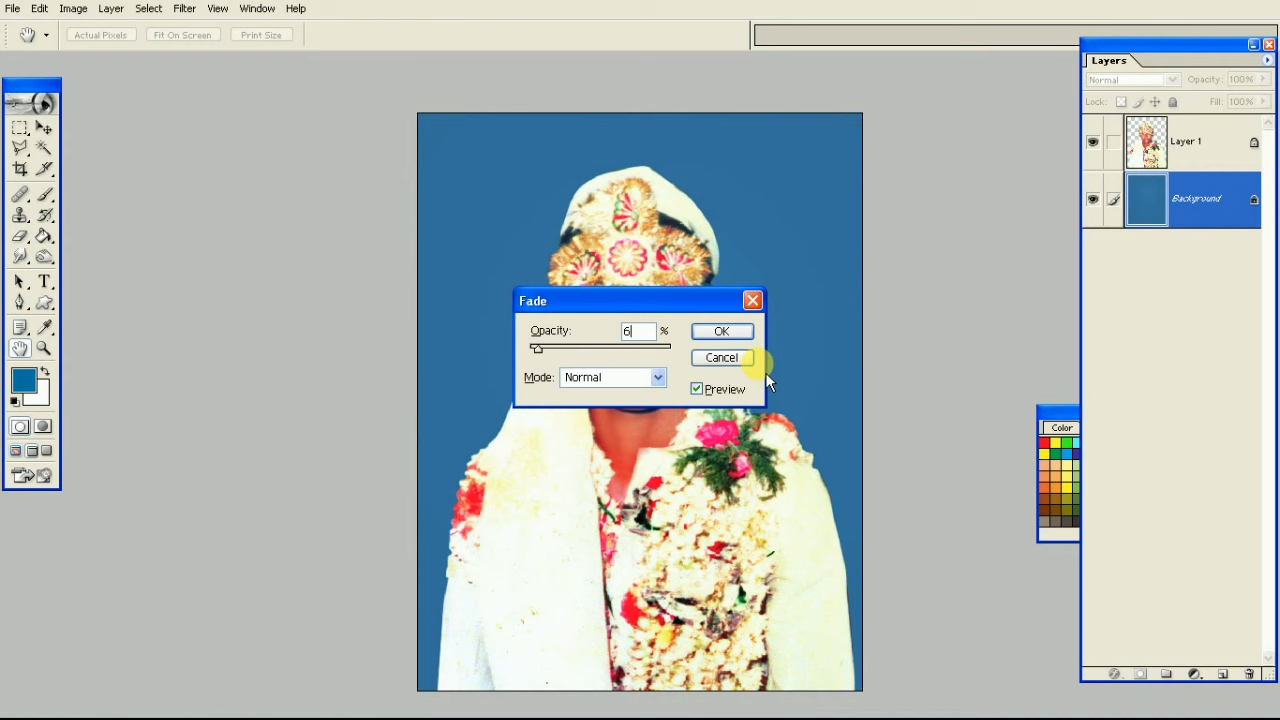 File Edit Image Layer Select Filter View Window Help
Actual Pixels Fit On Screen Print Size
Layers
Normal Opacity: 100%
Lock: Fill: 100%
Layer 1
Background
Fade
Opacity: 6 % OK
Cancel
Mode: Normal Preview
Color